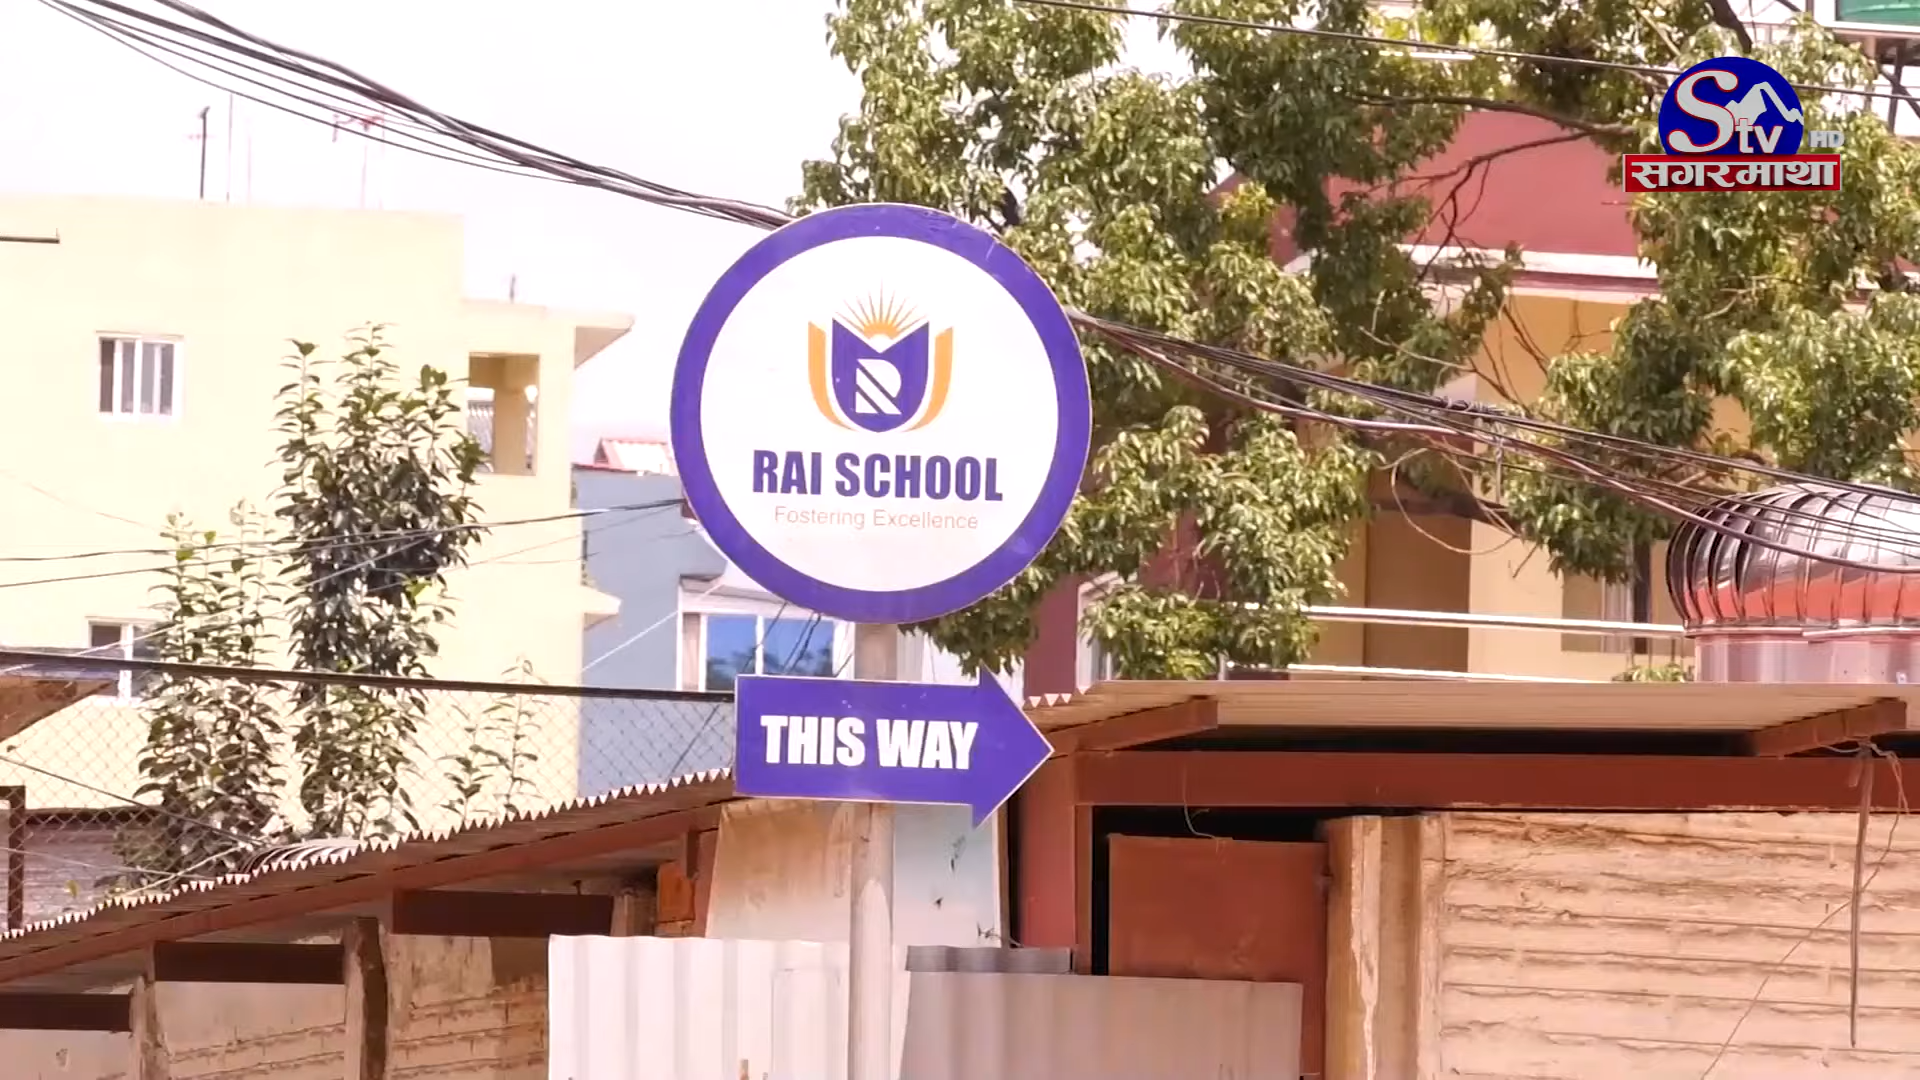 Stv HD
सगरमाथा
R
RAI SCHOOL
Fostering Excellence
THIS WAY